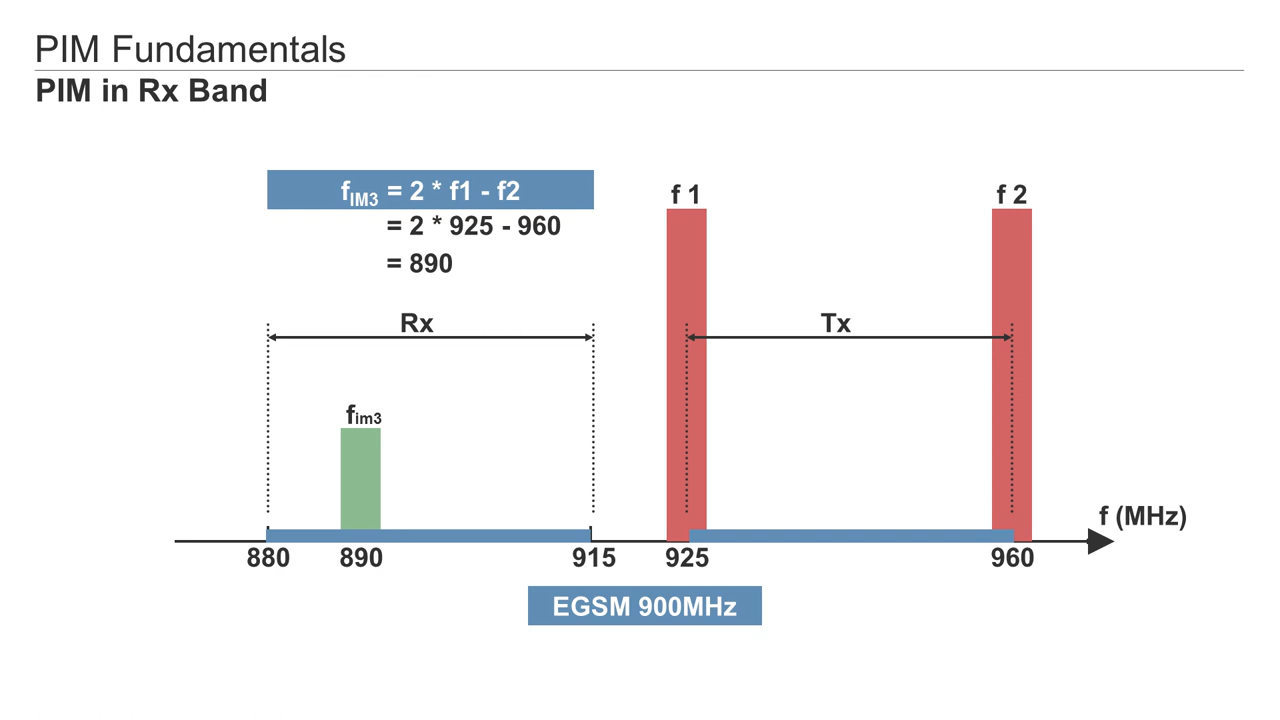 PIM Fundamentals
PIM in Rx Band
fIM3 = 2 * f1 - f2
= 2 * 925 - 960
= 890
f 1
f 2
Rx
Tx
fim3
f (MHz)
880 890 915 925 960
EGSM 900MHz